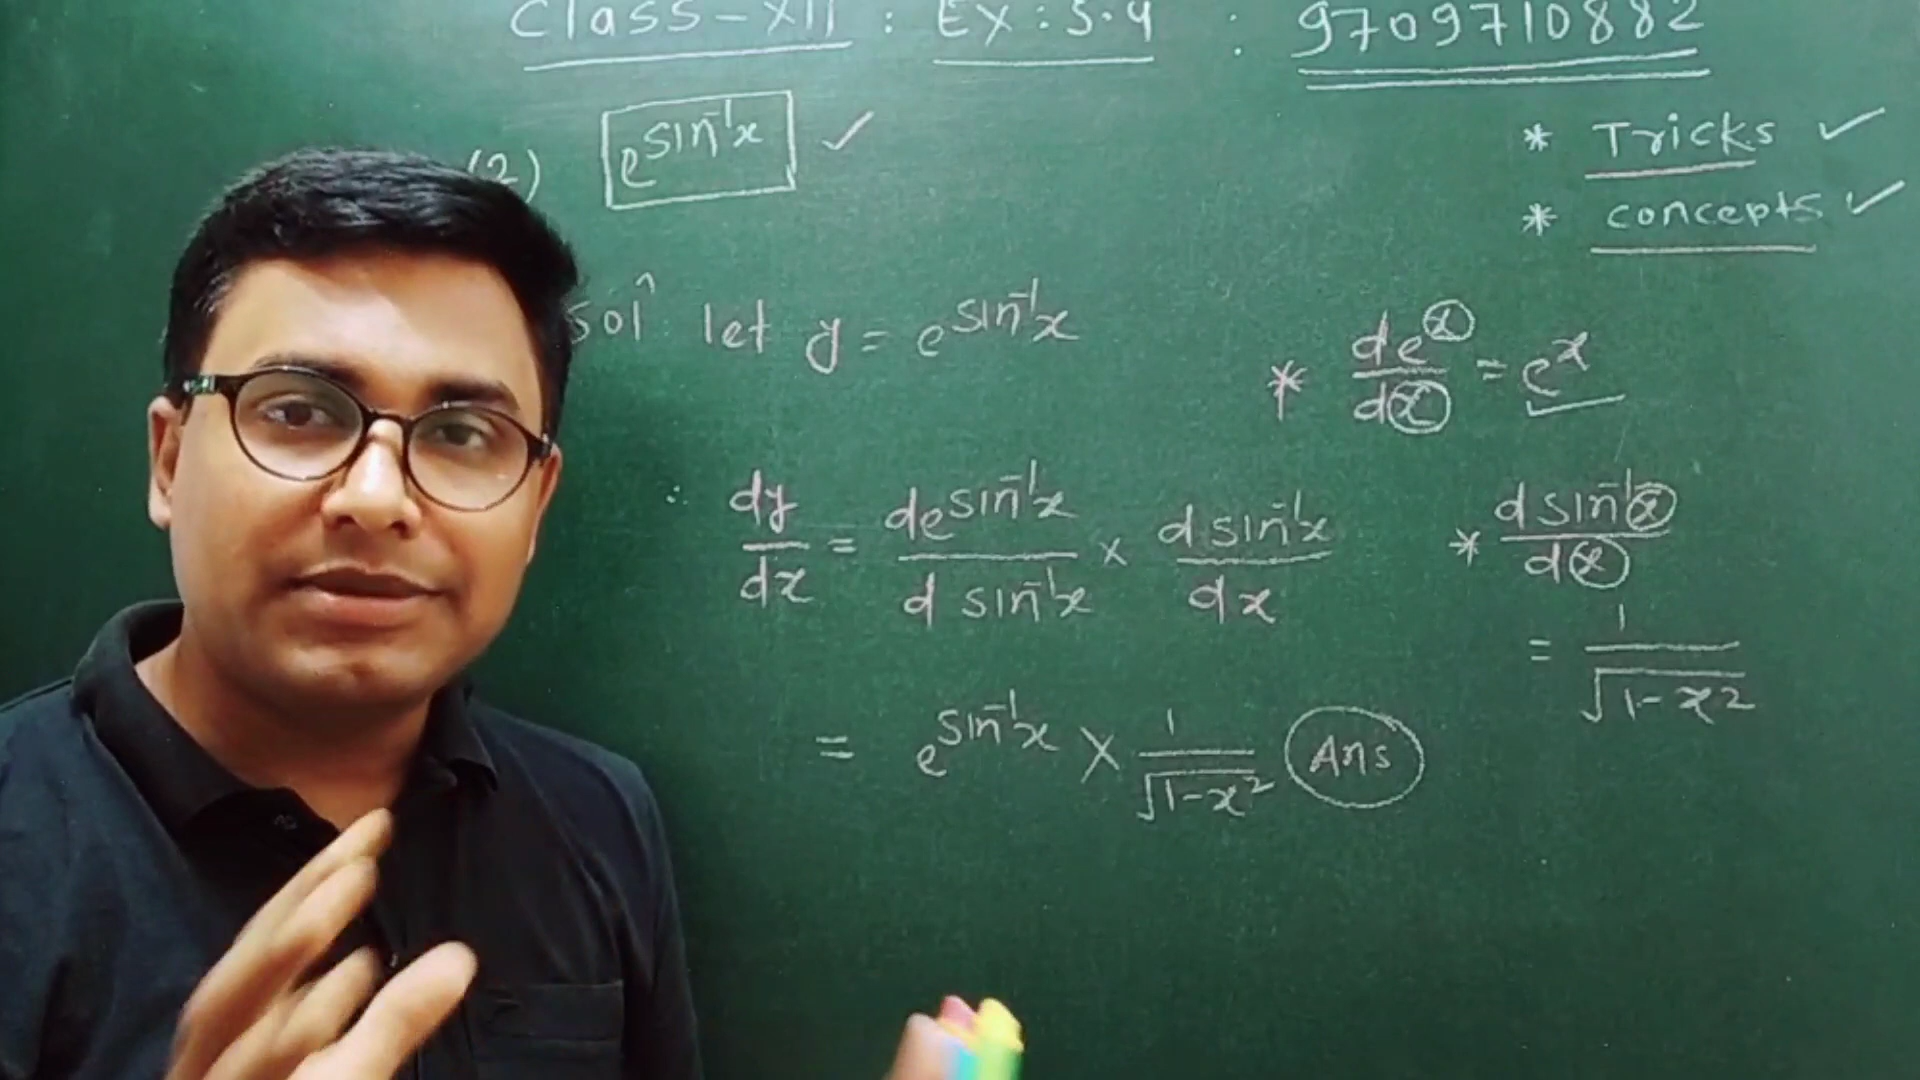 Class-XII : EX : 5.4 : 9709710882
* Tricks ✓
* concepts ✓
(2) e^sin⁻¹x ✓
solⁿ let y = e^sin⁻¹x
* de^x/dx = e^x
∴ dy/dx = de^sin⁻¹x/d sin⁻¹x × d sin⁻¹x/dx
* d sin⁻¹x/dx
= 1/√1-x²
= e^sin⁻¹x × 1/√1-x² Ans